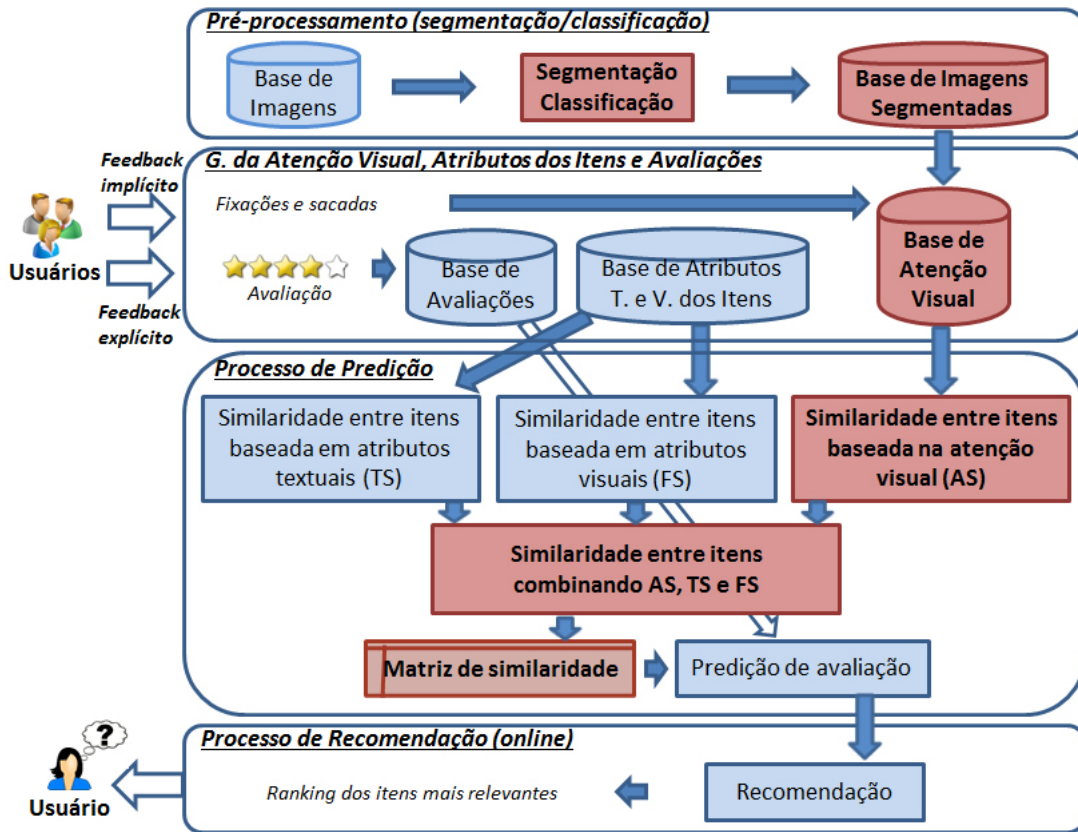 Pré-processamento (segmentação/classificação)
Base de
Imagens
Segmentação
Classificação
Base de Imagens
Segmentadas
G. da Atenção Visual, Atributos dos Itens e Avaliações
Feedback
implícito
Fixações e sacadas
Usuários
Avaliação
Feedback
explícito
Base de
Avaliações
Base de Atributos
T. e V. dos Itens
Base de
Atenção
Visual
Processo de Predição
Similaridade entre itens
baseada em atributos
textuais (TS)
Similaridade entre itens
baseada em atributos
visuais (FS)
Similaridade entre itens
baseada na atenção
visual (AS)
Similaridade entre itens
combinando AS, TS e FS
Matriz de similaridade
Predição de avaliação
Processo de Recomendação (online)
?
Usuário
Ranking dos itens mais relevantes
Recomendação